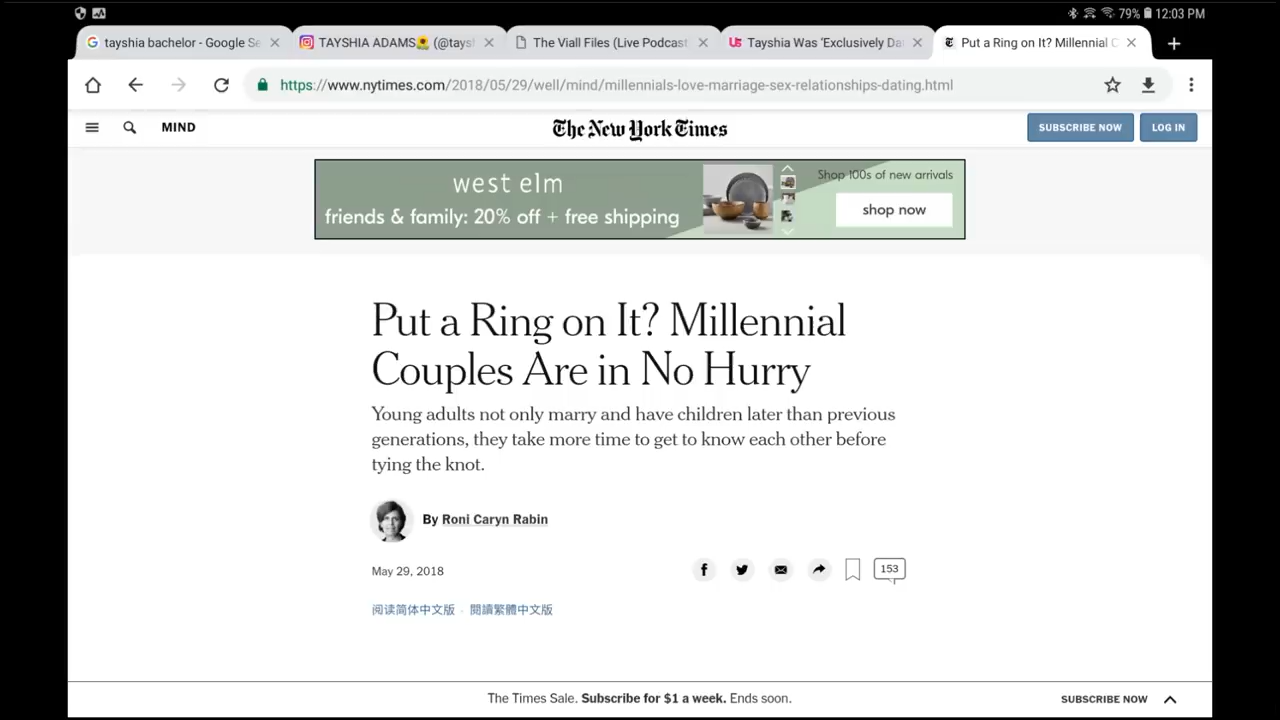 79% 12:03 PM
tayshia bachelor - Google Se
TAYSHIA ADAMS🌻 (@tays
The Viall Files (Live Podcast
Us Tayshia Was 'Exclusively Da
Put a Ring on It? Millennial C
https://www.nytimes.com/2018/05/29/well/mind/millennials-love-marriage-sex-relationships-dating.html
MIND
The New York Times
SUBSCRIBE NOW
LOG IN
west elm
friends & family: 20% off + free shipping
Shop 100s of new arrivals
shop now
Put a Ring on It? Millennial
Couples Are in No Hurry
Young adults not only marry and have children later than previous
generations, they take more time to get to know each other before
tying the knot.
By Roni Caryn Rabin
May 29, 2018
153
阅读简体中文版 · 閱讀繁體中文版
The Times Sale. Subscribe for $1 a week. Ends soon.
SUBSCRIBE NOW